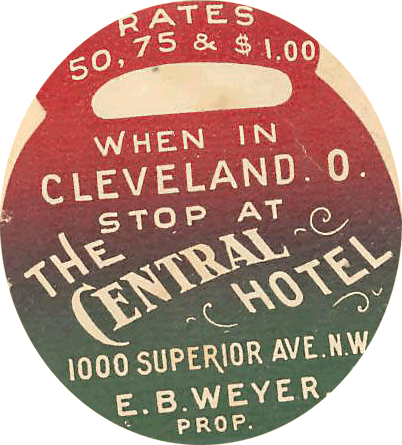 RATES
50, 75 & $1.00
WHEN IN
CLEVELAND. O.
STOP AT
THE
CENTRAL
HOTEL
1000 SUPERIOR AVE. N.W.
E. B. WEYER,
PROP.